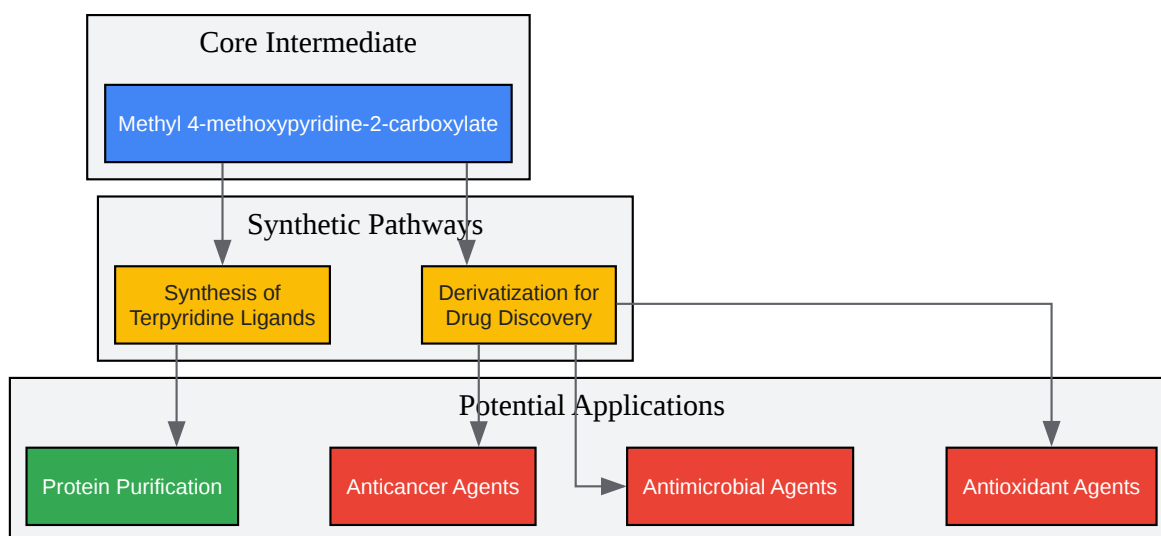 Core Intermediate
Methyl 4-methoxypyridine-2-carboxylate
Synthetic Pathways
Synthesis of
Terpyridine Ligands
Derivatization for
Drug Discovery
Potential Applications
Protein Purification
Anticancer Agents
Antimicrobial Agents
Antioxidant Agents